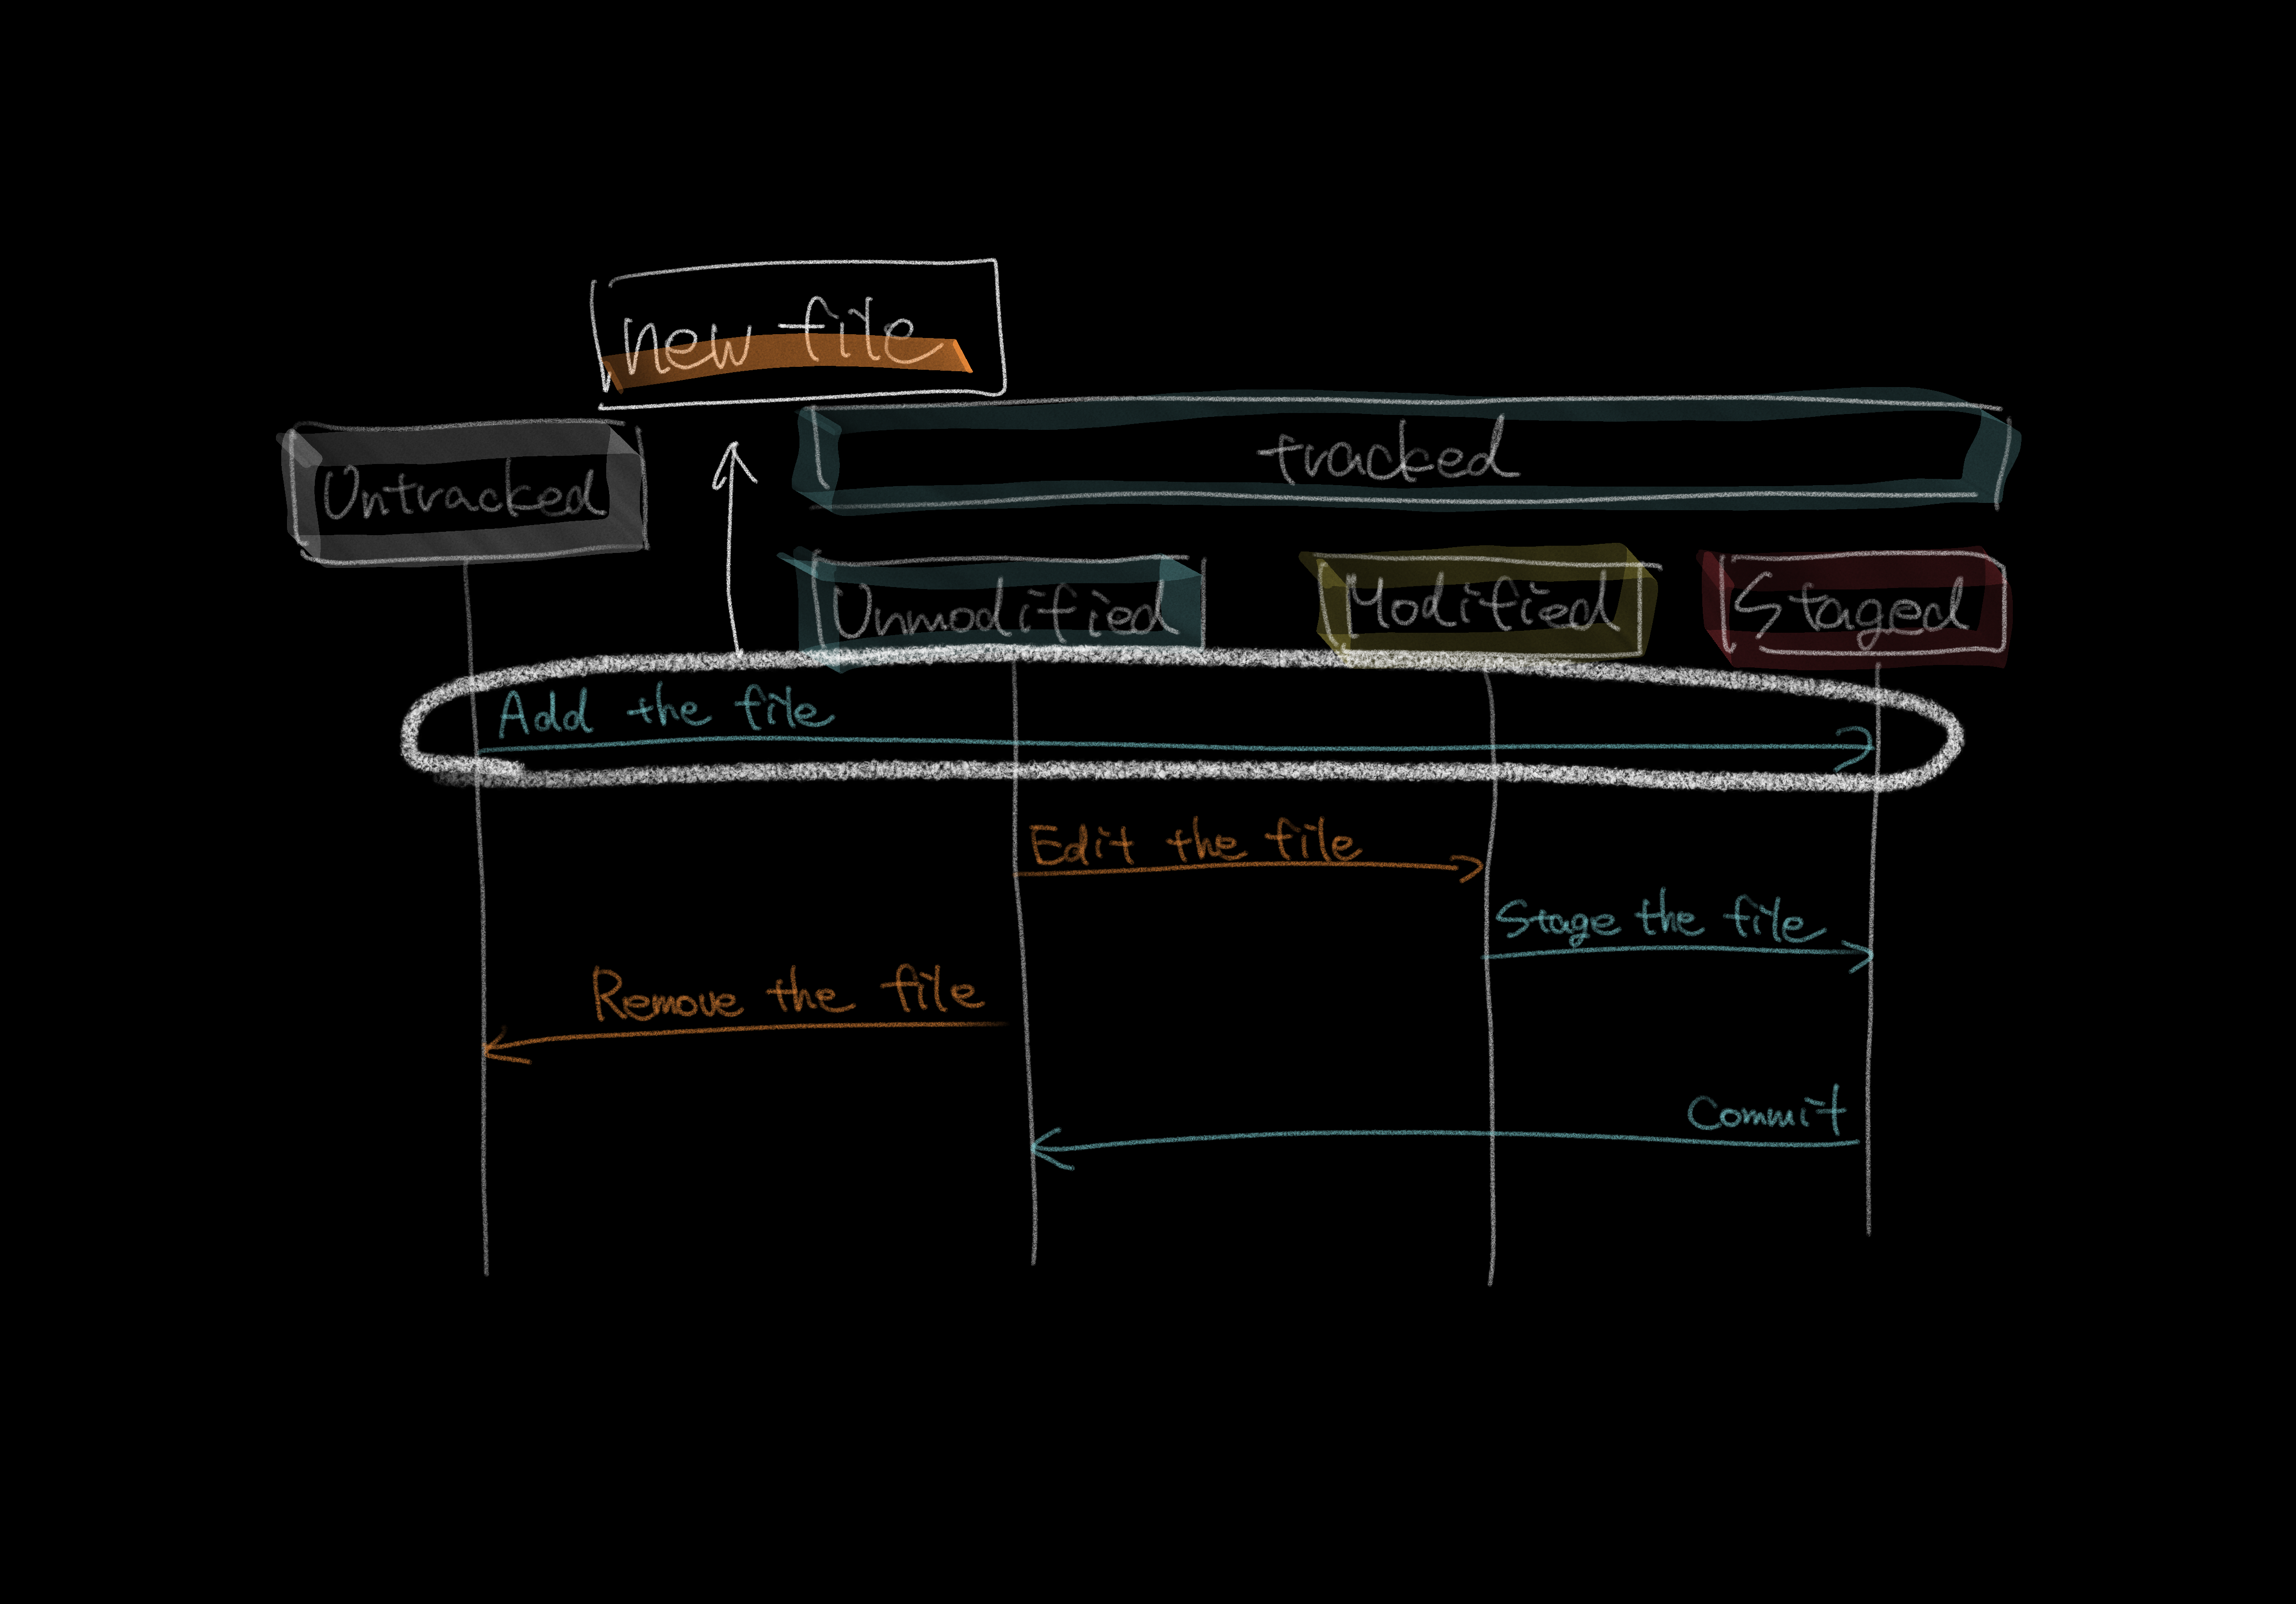 new file
tracked
Untracked
Unmodified
Modified
Staged
Add the file
Edit the file
Stage the file
Remove the file
Commit